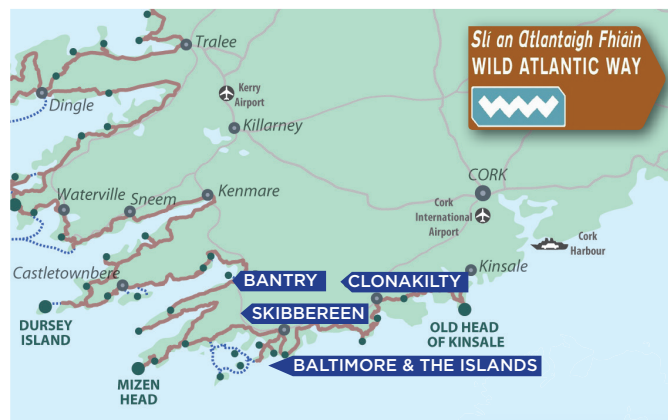 Slí an Atlantaigh Fhiáin
WILD ATLANTIC WAY
Tralee
Kerry
Airport
Dingle
Killarney
CORK
Waterville
Sneem
Kenmare
Cork
International
Airport
Cork
Harbour
Castletownbere
BANTRY
CLONAKILTY
Kinsale
SKIBBEREEN
DURSEY
ISLAND
OLD HEAD
OF KINSALE
BALTIMORE & THE ISLANDS
MIZEN
HEAD